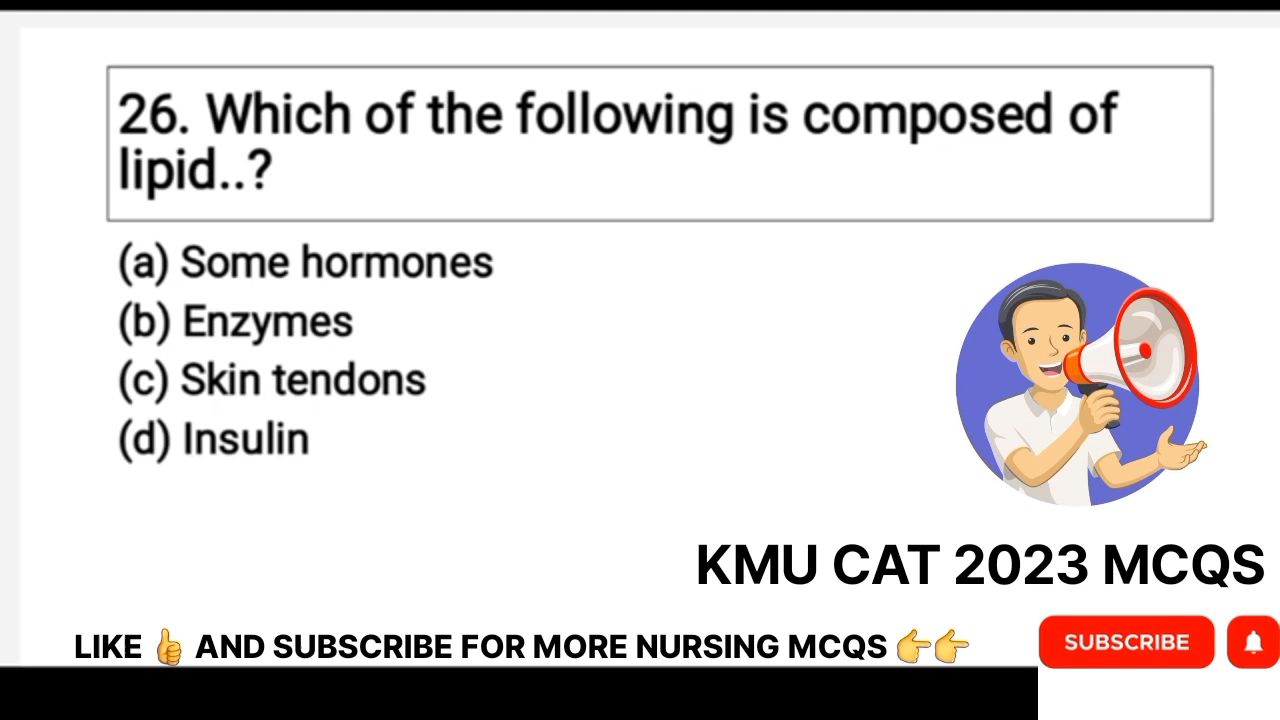 26. Which of the following is composed of
lipid..?
(a) Some hormones
(b) Enzymes
(c) Skin tendons
(d) Insulin
KMU CAT 2023 MCQS
LIKE 👍 AND SUBSCRIBE FOR MORE NURSING MCQS 👉👉
SUBSCRIBE